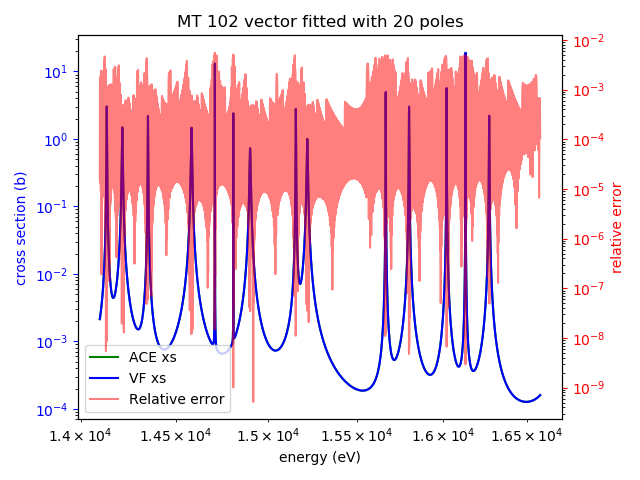 MT 102 vector fitted with 20 poles
10¹
10⁰
10⁻¹
10⁻²
10⁻³
10⁻⁴
cross section (b)
10⁻²
10⁻³
10⁻⁴
10⁻⁵
10⁻⁶
10⁻⁷
10⁻⁸
10⁻⁹
relative error
ACE xs
VF xs
Relative error
1.4 × 10⁴ 1.45 × 10⁴ 1.5 × 10⁴ 1.55 × 10⁴ 1.6 × 10⁴ 1.65 × 10⁴
energy (eV)